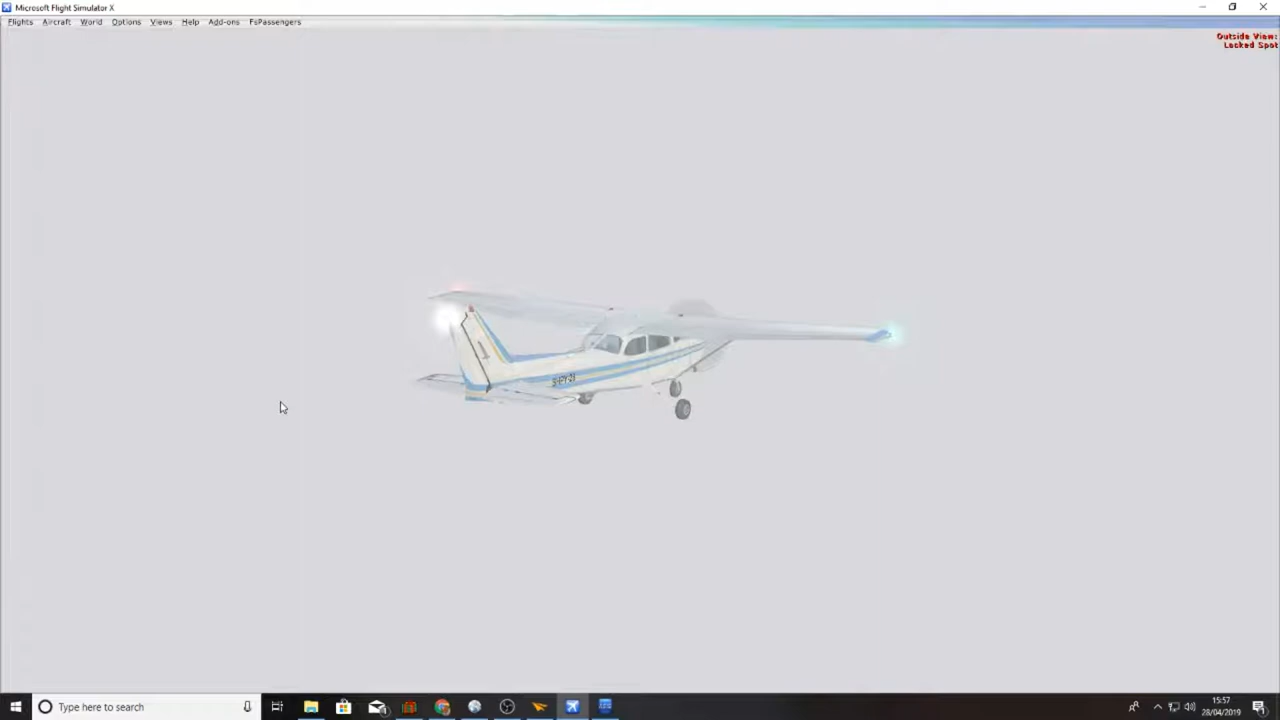 Microsoft Flight Simulator X
Flights Aircraft World Options Views Help Add-ons FsPassengers
Outside View:
Locked Spot
Type here to search
15:57
28/04/2019